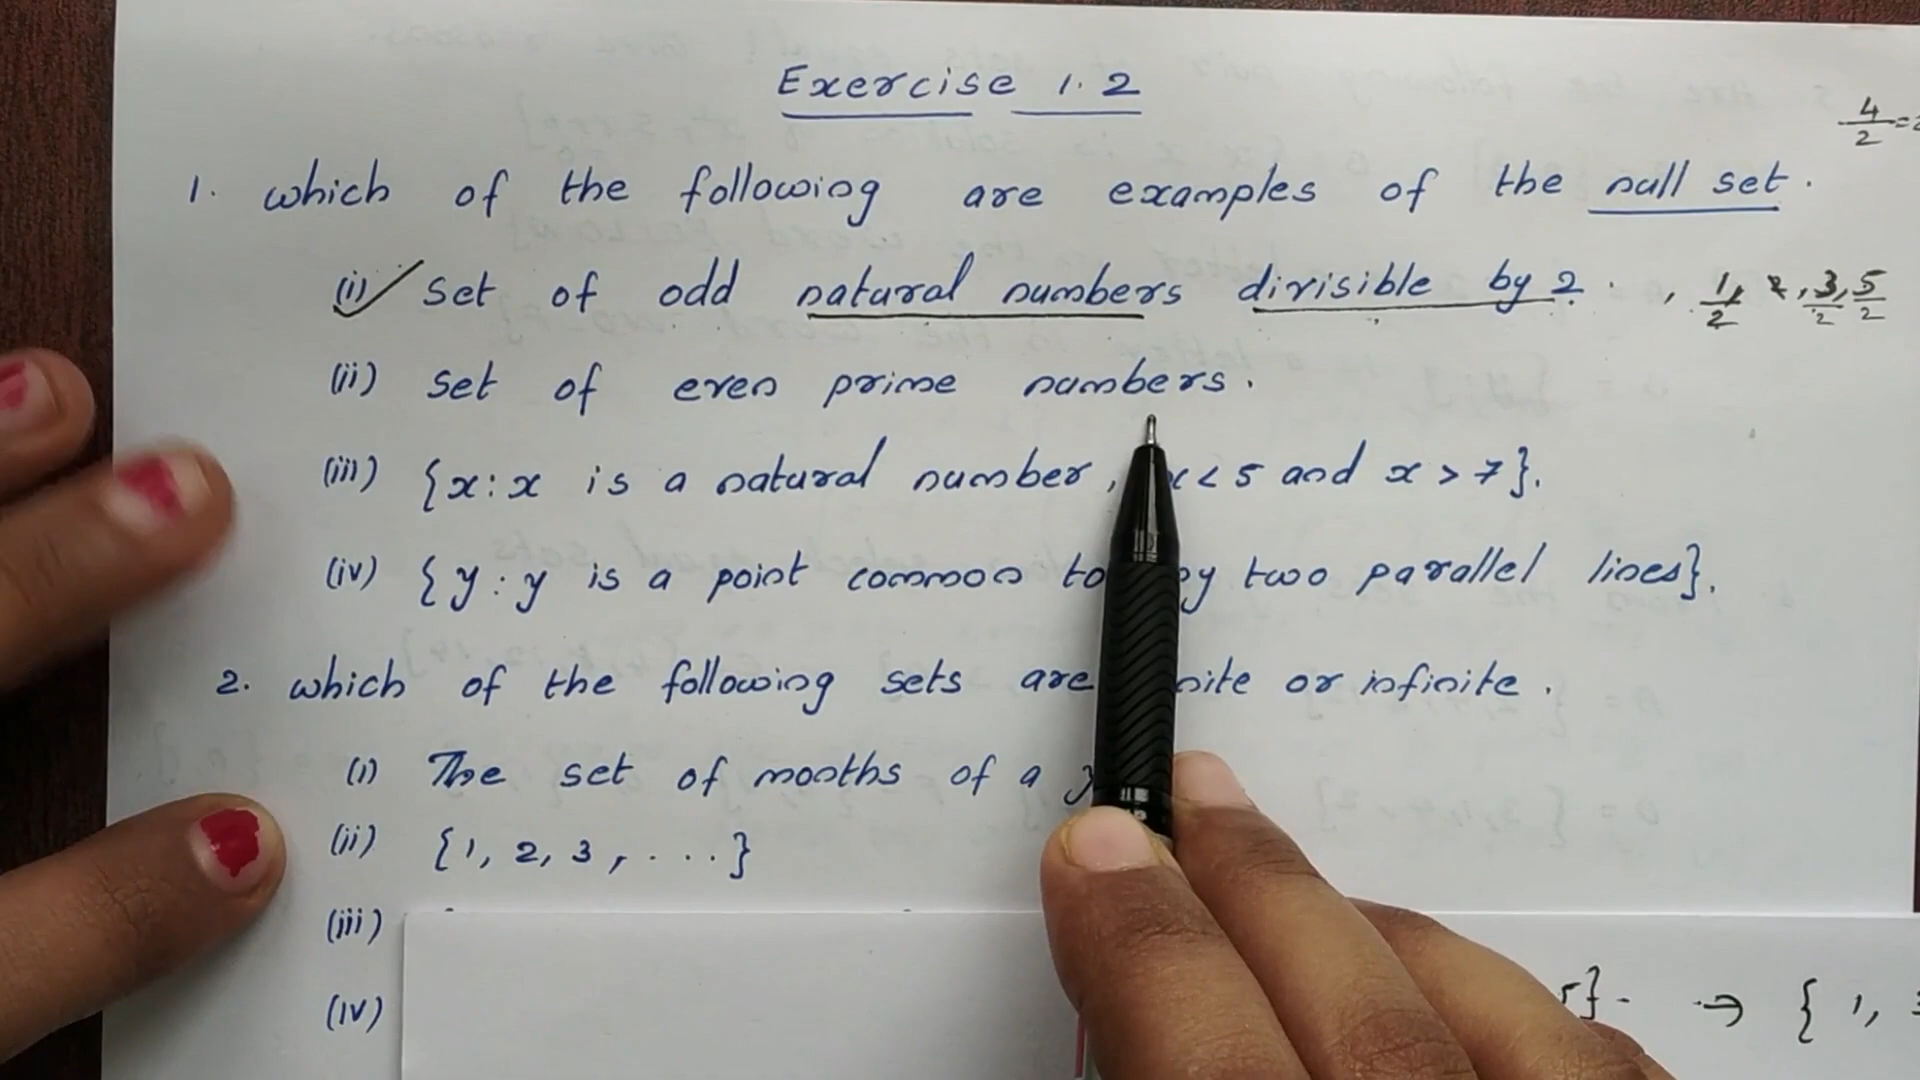 Exercise 1.2
4/2 = 2
1. which of the following are examples of the null set.
(i) ✓ set of odd natural numbers divisible by 2. , 1/2, 3/2, 5/2
(ii) set of even prime numbers.
(iii) {x : x is a natural number, x < 5 and x > 7}.
(iv) {y : y is a point common to two parallel lines}.
2. which of the following sets are or infinite.
(i) The set of months of a
(ii) {1, 2, 3, . . . .}
(iii)
(iv) 5}. → {1,